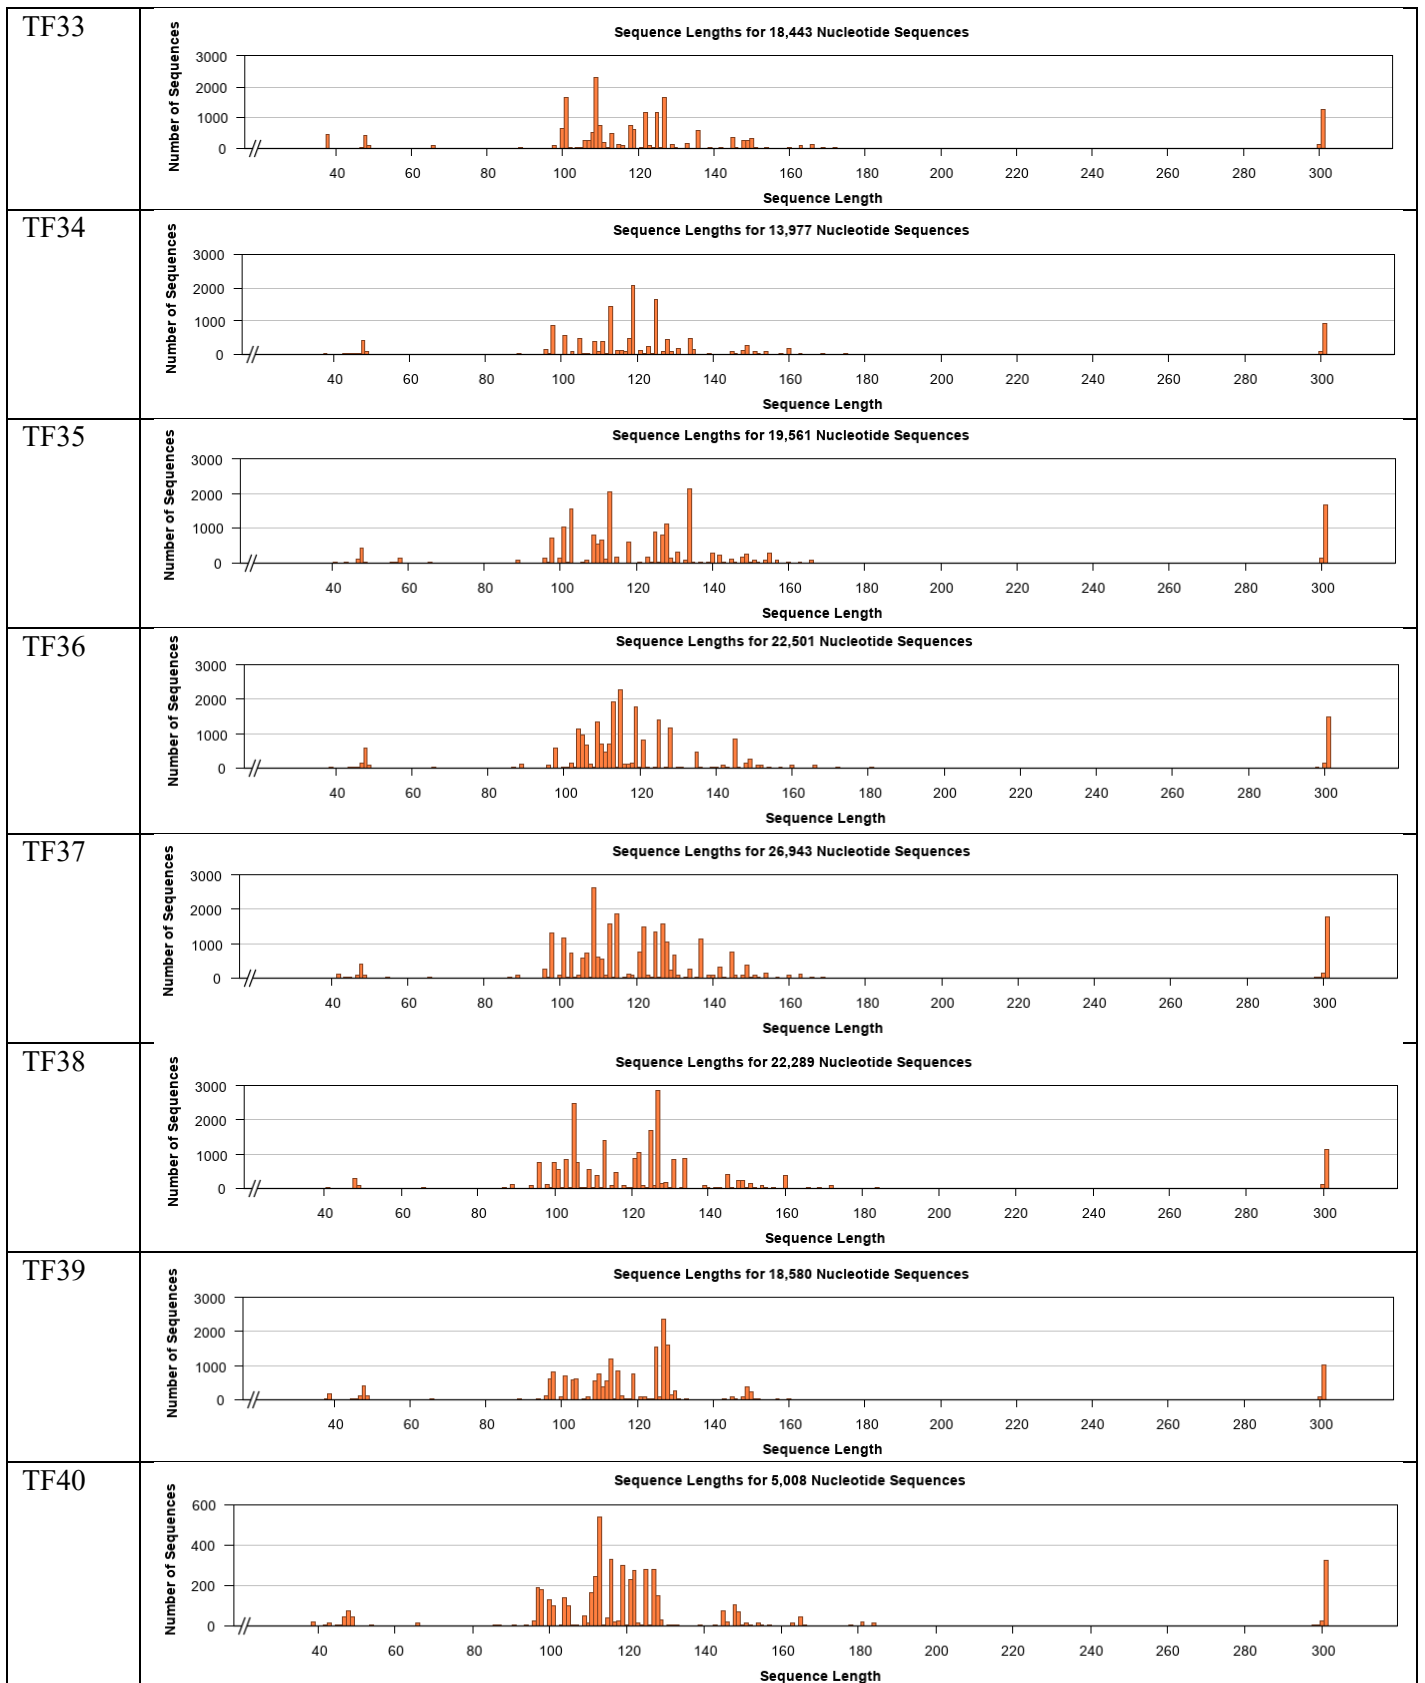 TF33
Sequence Lengths for 18,443 Nucleotide Sequences
Number of Sequences
3000
2000
1000
0
40 60 80 100 120 140 160 180 200 220 240 260 280 300
Sequence Length
TF34
Sequence Lengths for 13,977 Nucleotide Sequences
Number of Sequences
3000
2000
1000
0
40 60 80 100 120 140 160 180 200 220 240 260 280 300
Sequence Length
TF35
Sequence Lengths for 19,561 Nucleotide Sequences
Number of Sequences
3000
2000
1000
0
40 60 80 100 120 140 160 180 200 220 240 260 280 300
Sequence Length
TF36
Sequence Lengths for 22,501 Nucleotide Sequences
Number of Sequences
3000
2000
1000
0
40 60 80 100 120 140 160 180 200 220 240 260 280 300
Sequence Length
TF37
Sequence Lengths for 26,943 Nucleotide Sequences
Number of Sequences
3000
2000
1000
0
40 60 80 100 120 140 160 180 200 220 240 260 280 300
Sequence Length
TF38
Sequence Lengths for 22,289 Nucleotide Sequences
Number of Sequences
3000
2000
1000
0
40 60 80 100 120 140 160 180 200 220 240 260 280 300
Sequence Length
TF39
Sequence Lengths for 18,580 Nucleotide Sequences
Number of Sequences
3000
2000
1000
0
40 60 80 100 120 140 160 180 200 220 240 260 280 300
Sequence Length
TF40
Sequence Lengths for 5,008 Nucleotide Sequences
Number of Sequences
600
400
200
0
40 60 80 100 120 140 160 180 200 220 240 260 280 300
Sequence Length